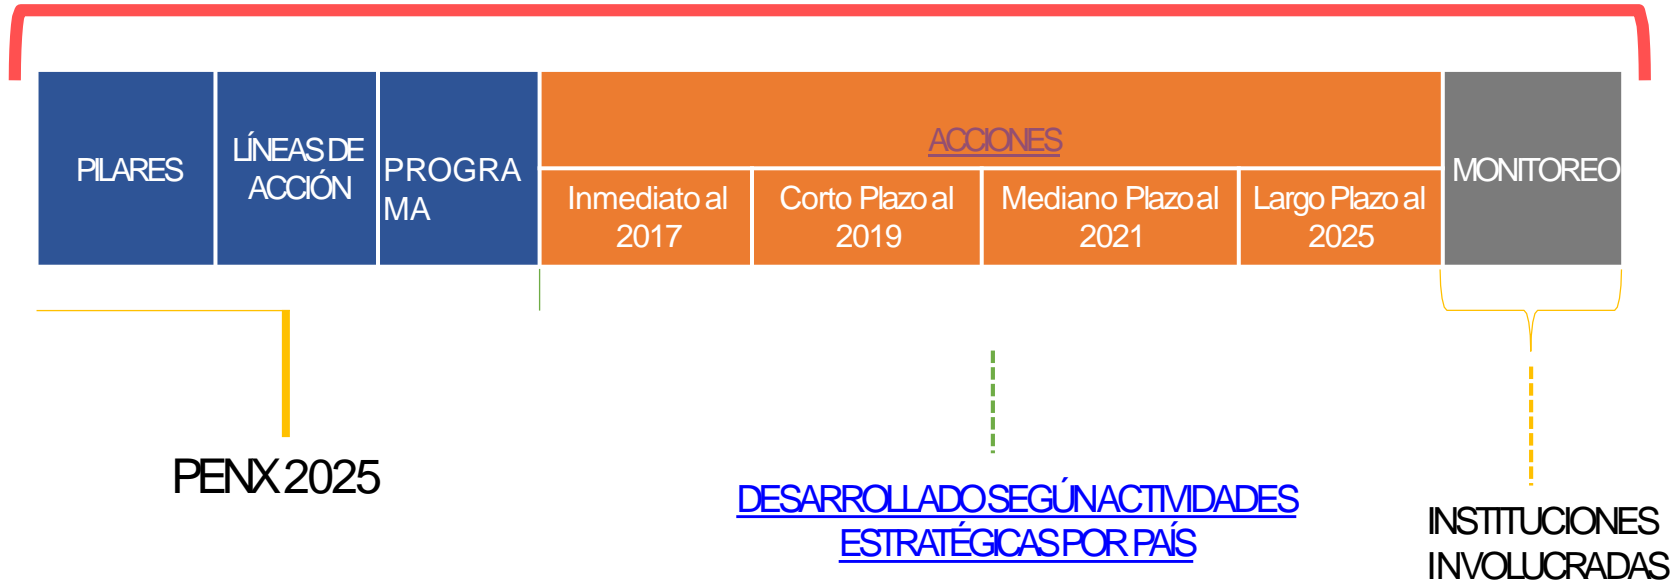 PILARES
LÍNEAS DE
ACCIÓN
PROGRA
MA
ACCIONES
Inmediato al
2017
Corto Plazo al
2019
Mediano Plazo al
2021
Largo Plazo al
2025
MONITOREO
PENX 2025
DESARROLLADO SEGÚN ACTIVIDADES
ESTRATÉGICAS POR PAÍS
INSTITUCIONES
INVOLUCRADAS